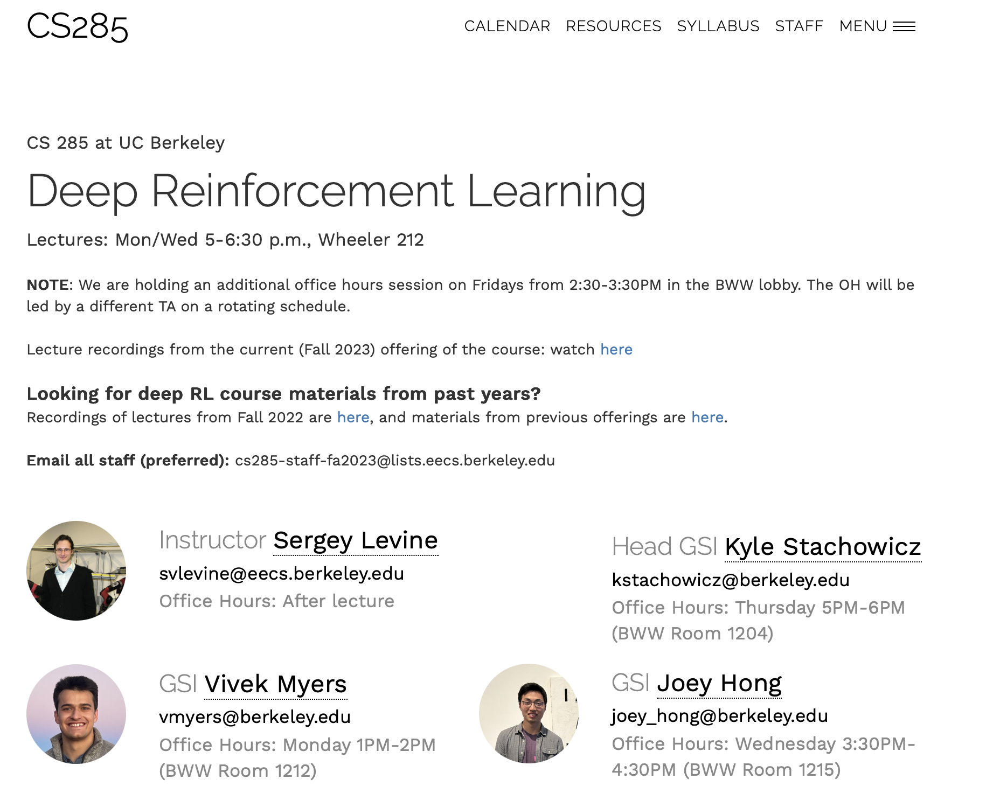 CS285
CALENDAR RESOURCES SYLLABUS STAFF MENU
CS 285 at UC Berkeley
Deep Reinforcement Learning
Lectures: Mon/Wed 5-6:30 p.m., Wheeler 212
NOTE: We are holding an additional office hours session on Fridays from 2:30-3:30PM in the BWW lobby. The OH will be
led by a different TA on a rotating schedule.
Lecture recordings from the current (Fall 2023) offering of the course: watch here
Looking for deep RL course materials from past years?
Recordings of lectures from Fall 2022 are here, and materials from previous offerings are here.
Email all staff (preferred): cs285-staff-fa2023@lists.eecs.berkeley.edu
Instructor Sergey Levine
svlevine@eecs.berkeley.edu
Office Hours: After lecture
Head GSI Kyle Stachowicz
kstachowicz@berkeley.edu
Office Hours: Thursday 5PM-6PM
(BWW Room 1204)
GSI Vivek Myers
vmyers@berkeley.edu
Office Hours: Monday 1PM-2PM
(BWW Room 1212)
GSI Joey Hong
joey_hong@berkeley.edu
Office Hours: Wednesday 3:30PM-
4:30PM (BWW Room 1215)